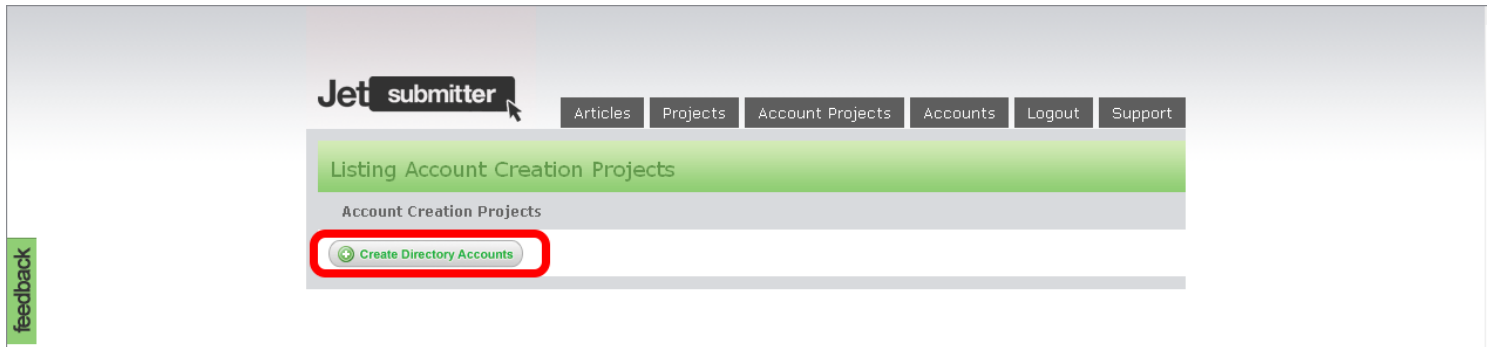 Jet submitter
Articles Projects Account Projects Accounts Logout Support
Listing Account Creation Projects
Account Creation Projects
Create Directory Accounts
feedback